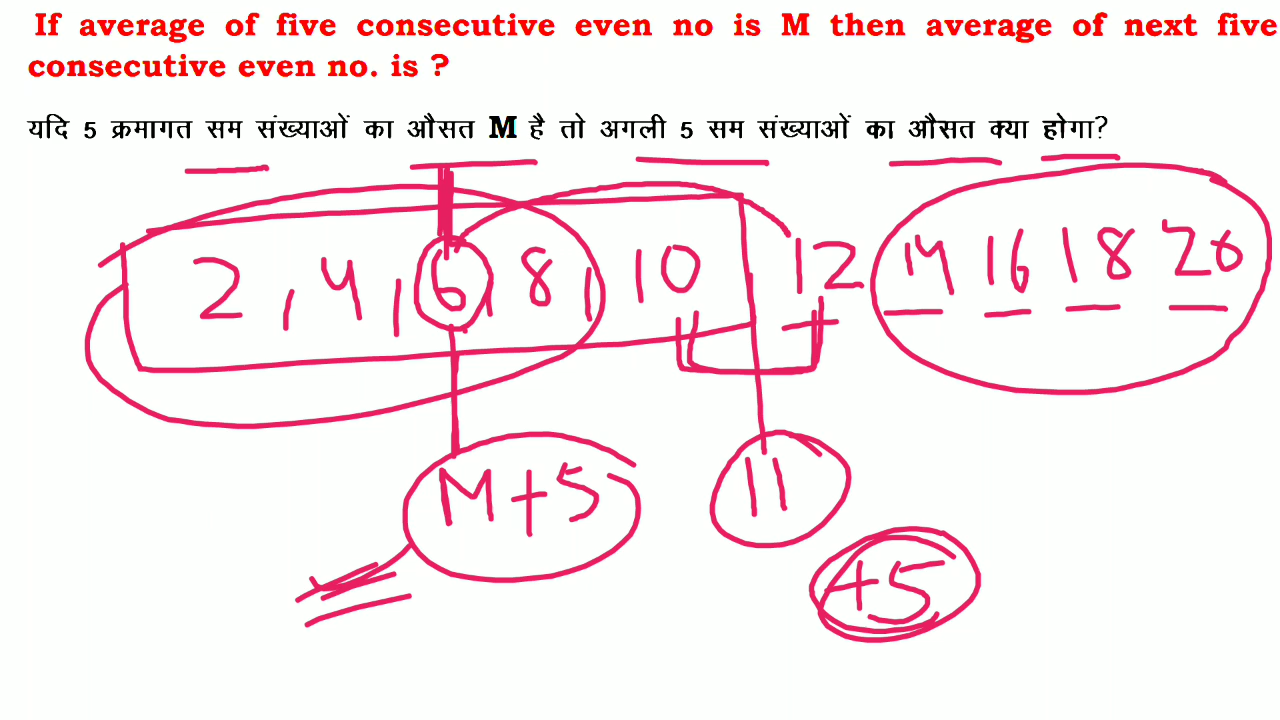 If average of five consecutive even no is M then average of next five
consecutive even no. is ?
यदि 5 क्रमागत सम संख्याओं का औसत M है तो अगली 5 सम संख्याओं का औसत क्या होगा?
2, 4, 6, 8, 10 12 14 16 18 20
M+5 11
+5